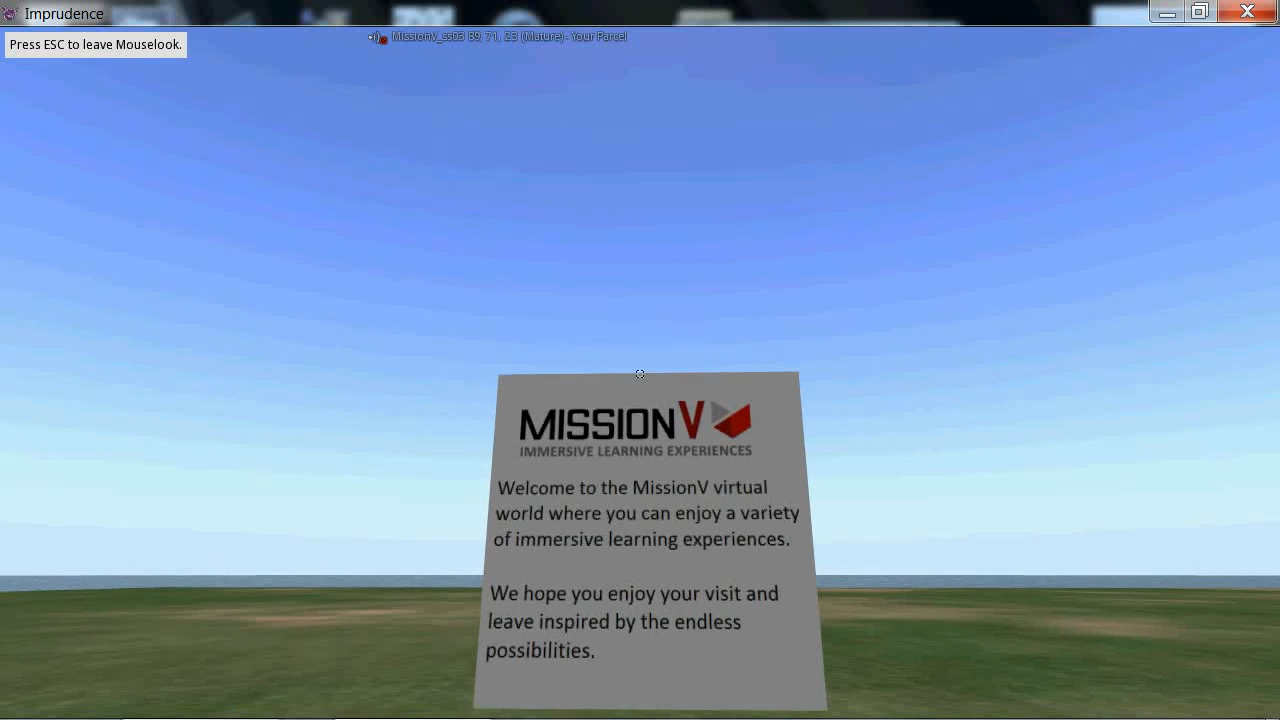 Imprudence
Press ESC to leave Mouselook.
MissionV_ss03 89, 71, 23 (Mature) - Your Parcel
MISSIONV
IMMERSIVE LEARNING EXPERIENCES
Welcome to the MissionV virtual
world where you can enjoy a variety
of immersive learning experiences.
We hope you enjoy your visit and
leave inspired by the endless
possibilities.